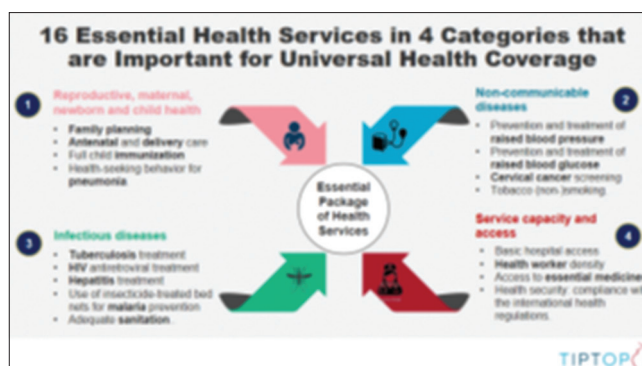 16 Essential Health Services in 4 Categories that
are Important for Universal Health Coverage
1
Reproductive, maternal,
newborn and child health
• Family planning
• Antenatal and delivery care
• Full child immunization
• Health-seeking behavior for
pneumonia.
Non-communicable
diseases
2
• Prevention and treatment of
raised blood pressure
• Prevention and treatment of
raised blood glucose
• Cervical cancer screening
• Tobacco (non-)smoking.
Essential
Package
of Health
Services
3
Infectious diseases
• Tuberculosis treatment
• HIV antiretroviral treatment
• Hepatitis treatment
• Use of insecticide-treated bed
nets for malaria prevention
• Adequate sanitation.
Service capacity and
access
4
• Basic hospital access
• Health worker density
• Access to essential medicine
• Health security: compliance wi
the international health
regulations.
TIPTOP